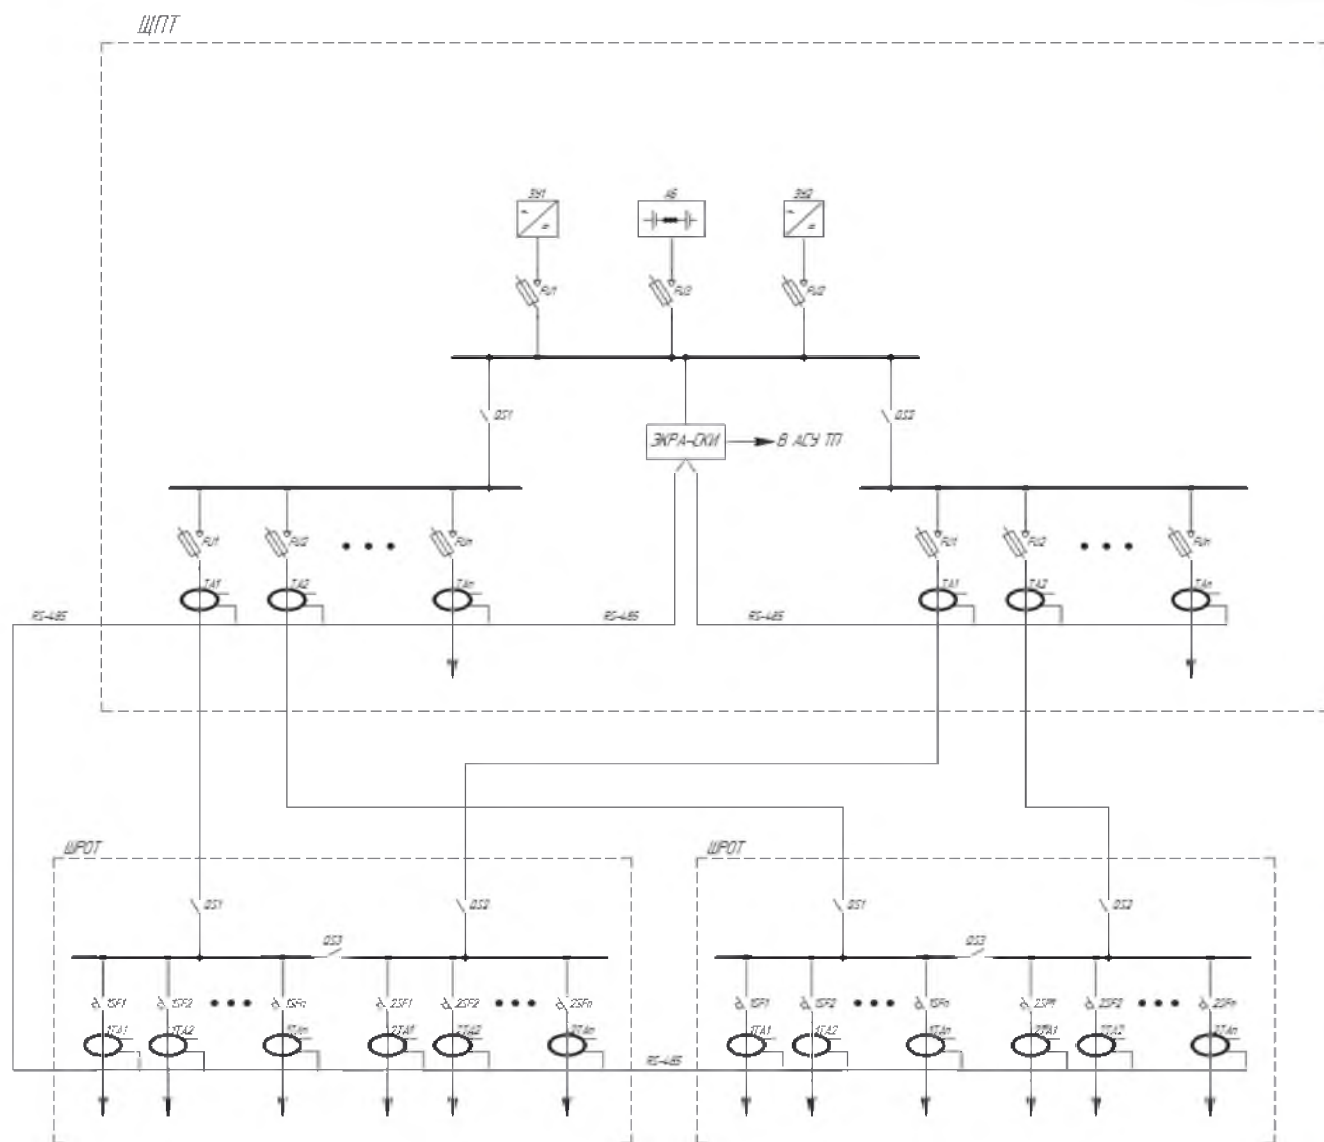 ЩПТ
ЗУ1 АБ ЗУ2
FU1 FU3 FU2
QS1 QS2
ЭКРА-СКИ В АСУ ТП
FU1 FU2 FUn FU1 FU2 FUn
TA1 TA2 TAn TA1 TA2 TAn
RS-485 RS-485 RS-485
ШРОТ ШРОТ
QS1 QS2 QS1 QS2
QS3 QS3
1SF1 1SF2 1SFn 2SF1 2SF2 2SFn 1SF1 1SF2 1SFn 2SF1 2SF2 2SFn
1TA1 1TA2 1TAn 2TA1 2TA2 2TAn 1TA1 1TA2 1TAn 2TA1 2TA2 2TAn
RS-485